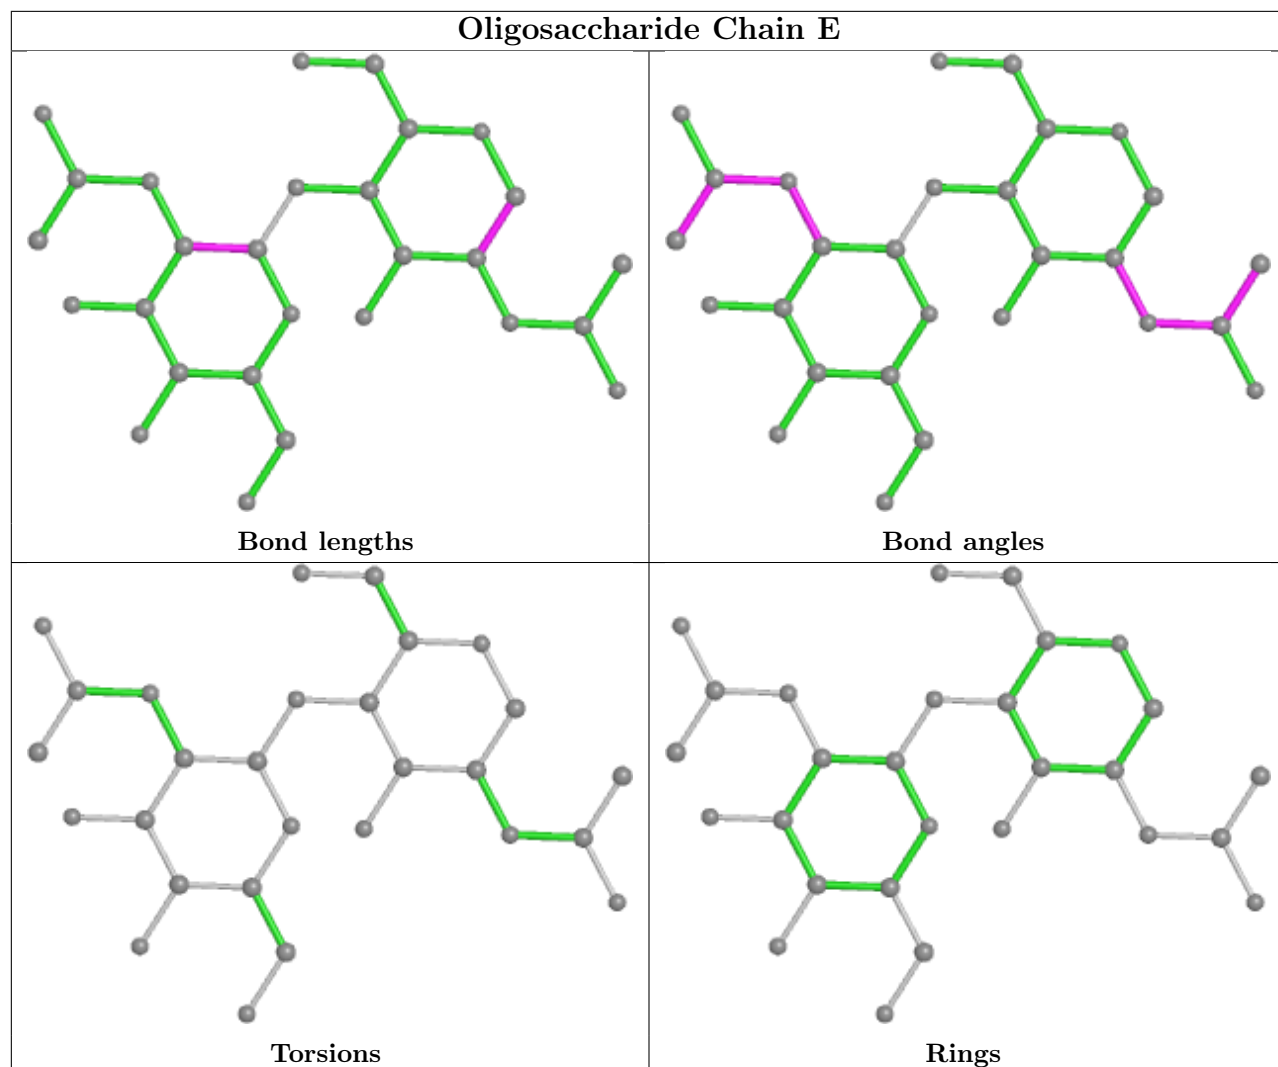 Oligosaccharide Chain E
Bond lengths
Bond angles
Torsions
Rings